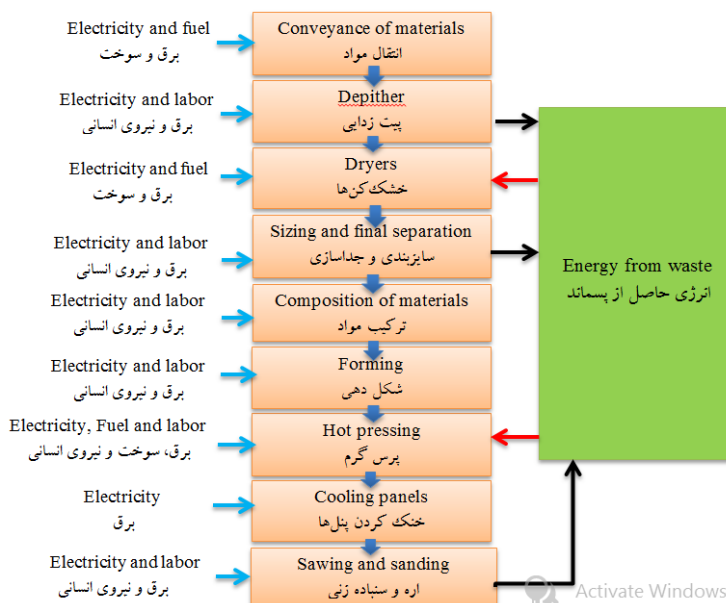 Electricity and fuel
برق و سوخت
Conveyance of materials
انتقال مواد
Electricity and labor
برق و نیروی انسانی
Depither
پیت زدایی
Electricity and fuel
برق و سوخت
Dryers
خشک‌کن‌ها
Electricity and labor
برق و نیروی انسانی
Sizing and final separation
سایزبندی و جداسازی
Energy from waste
انرژی حاصل از پسماند
Electricity and labor
برق و نیروی انسانی
Composition of materials
ترکیب مواد
Electricity and labor
برق و نیروی انسانی
Forming
شکل دهی
Electricity, Fuel and labor
برق، سوخت و نیروی انسانی
Hot pressing
پرس گرم
Electricity
برق
Cooling panels
خنک کردن پنل‌ها
Electricity and labor
برق و نیروی انسانی
Sawing and sanding
اره و سنباده زنی
Activate Windows